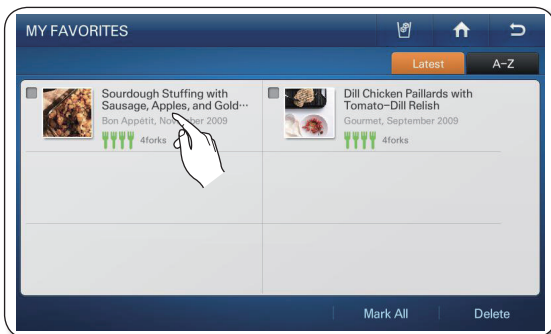 MY FAVORITES
Latest
A-Z
Sourdough Stuffing with
Sausage, Apples, and Gold…
Bon Appétit, November 2009
4forks
Dill Chicken Paillards with
Tomato-Dill Relish
Gourmet, September 2009
4forks
Mark All
Delete